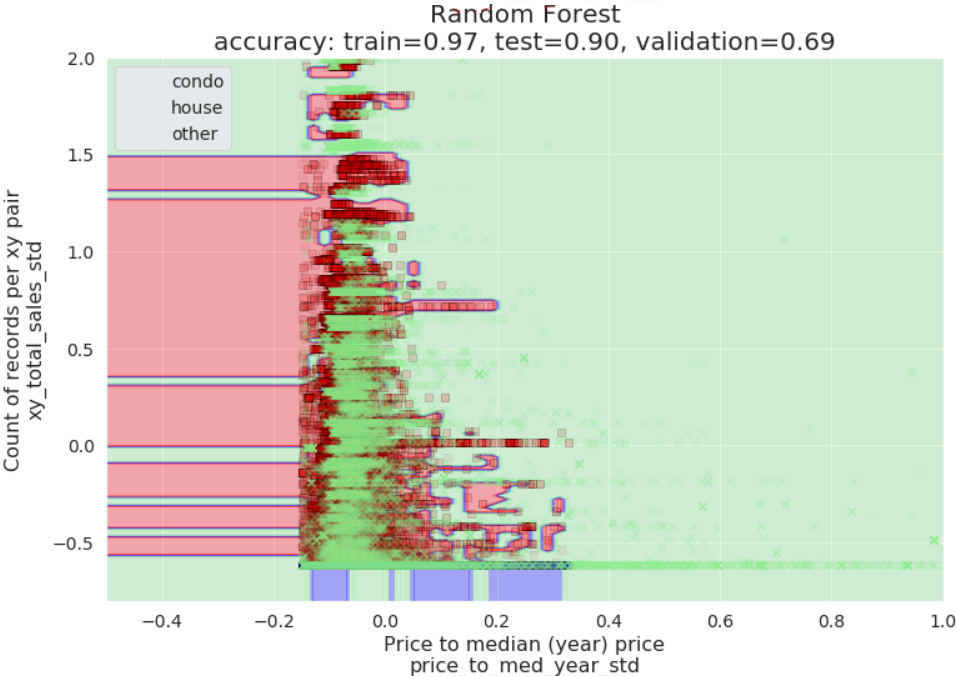 Random Forest
accuracy: train=0.97, test=0.90, validation=0.69
2.0
condo
house
other
1.5
1.0
0.5
0.0
−0.5
Count of records per xy pair
xy_total_sales_std
−0.4
−0.2
0.0
0.2
0.4
0.6
0.8
1.0
Price to median (year) price
price_to_med_year_std